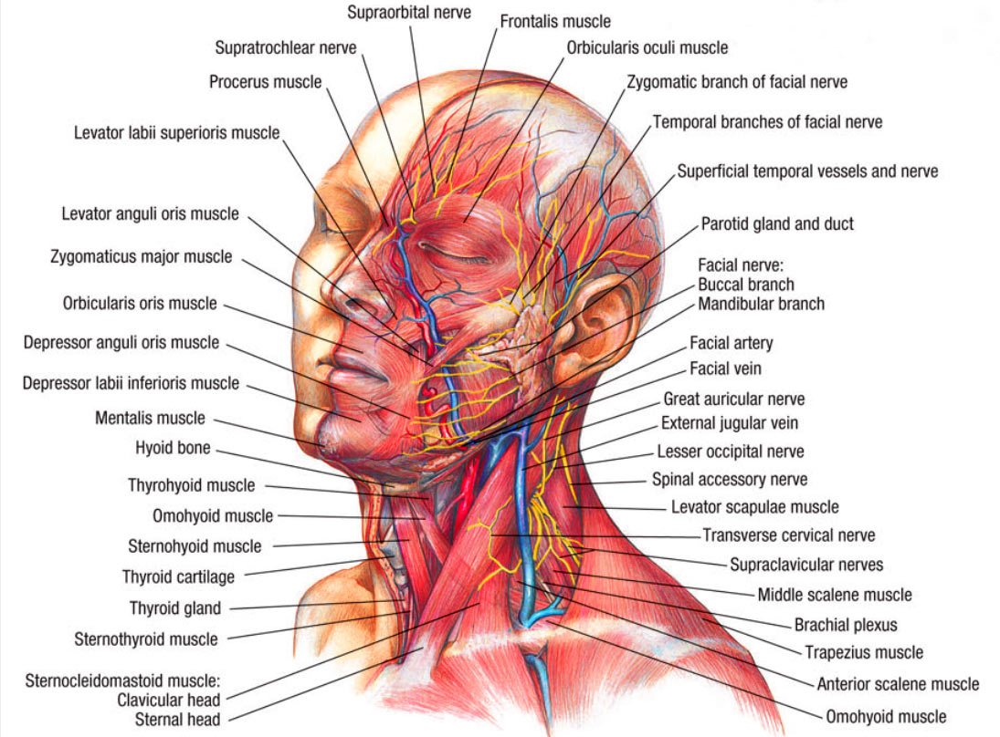 Supraorbital nerve
Frontalis muscle
Supratrochlear nerve
Orbicularis oculi muscle
Procerus muscle
Zygomatic branch of facial nerve
Levator labii superioris muscle
Temporal branches of facial nerve
Superficial temporal vessels and nerve
Levator anguli oris muscle
Parotid gland and duct
Zygomaticus major muscle
Facial nerve:
Buccal branch
Mandibular branch
Orbicularis oris muscle
Depressor anguli oris muscle
Facial artery
Facial vein
Depressor labii inferioris muscle
Great auricular nerve
Mentalis muscle
External jugular vein
Hyoid bone
Lesser occipital nerve
Thyrohyoid muscle
Spinal accessory nerve
Omohyoid muscle
Levator scapulae muscle
Sternohyoid muscle
Transverse cervical nerve
Thyroid cartilage
Supraclavicular nerves
Thyroid gland
Middle scalene muscle
Sternothyroid muscle
Brachial plexus
Trapezius muscle
Sternocleidomastoid muscle:
Clavicular head
Sternal head
Anterior scalene muscle
Omohyoid muscle